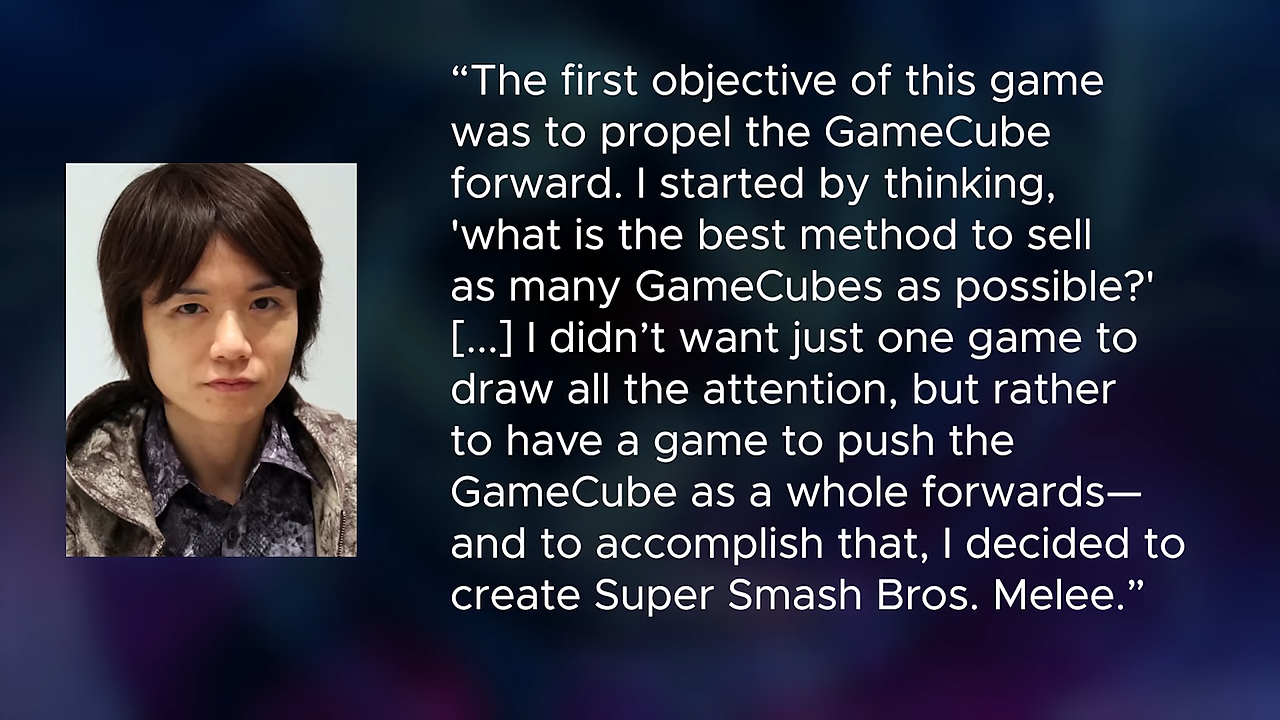 “The first objective of this game
was to propel the GameCube
forward. I started by thinking,
'what is the best method to sell
as many GameCubes as possible?'
[...] I didn’t want just one game to
draw all the attention, but rather
to have a game to push the
GameCube as a whole forwards—
and to accomplish that, I decided to
create Super Smash Bros. Melee.”